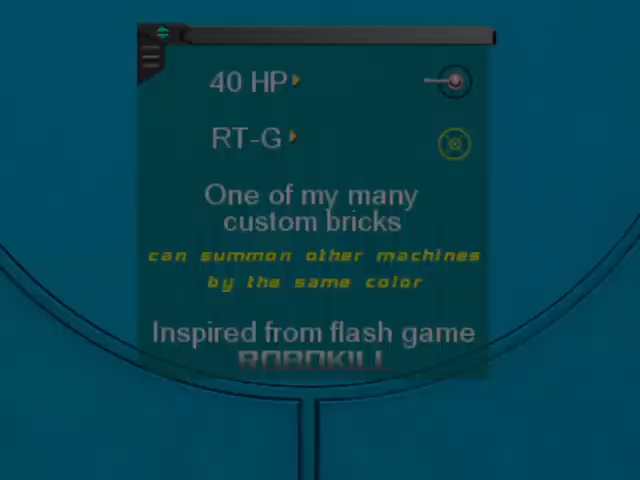 40 HP
RT-G
One of my many
custom bricks
can summon other machines
by the same color
Inspired from flash game
ROBOKILL